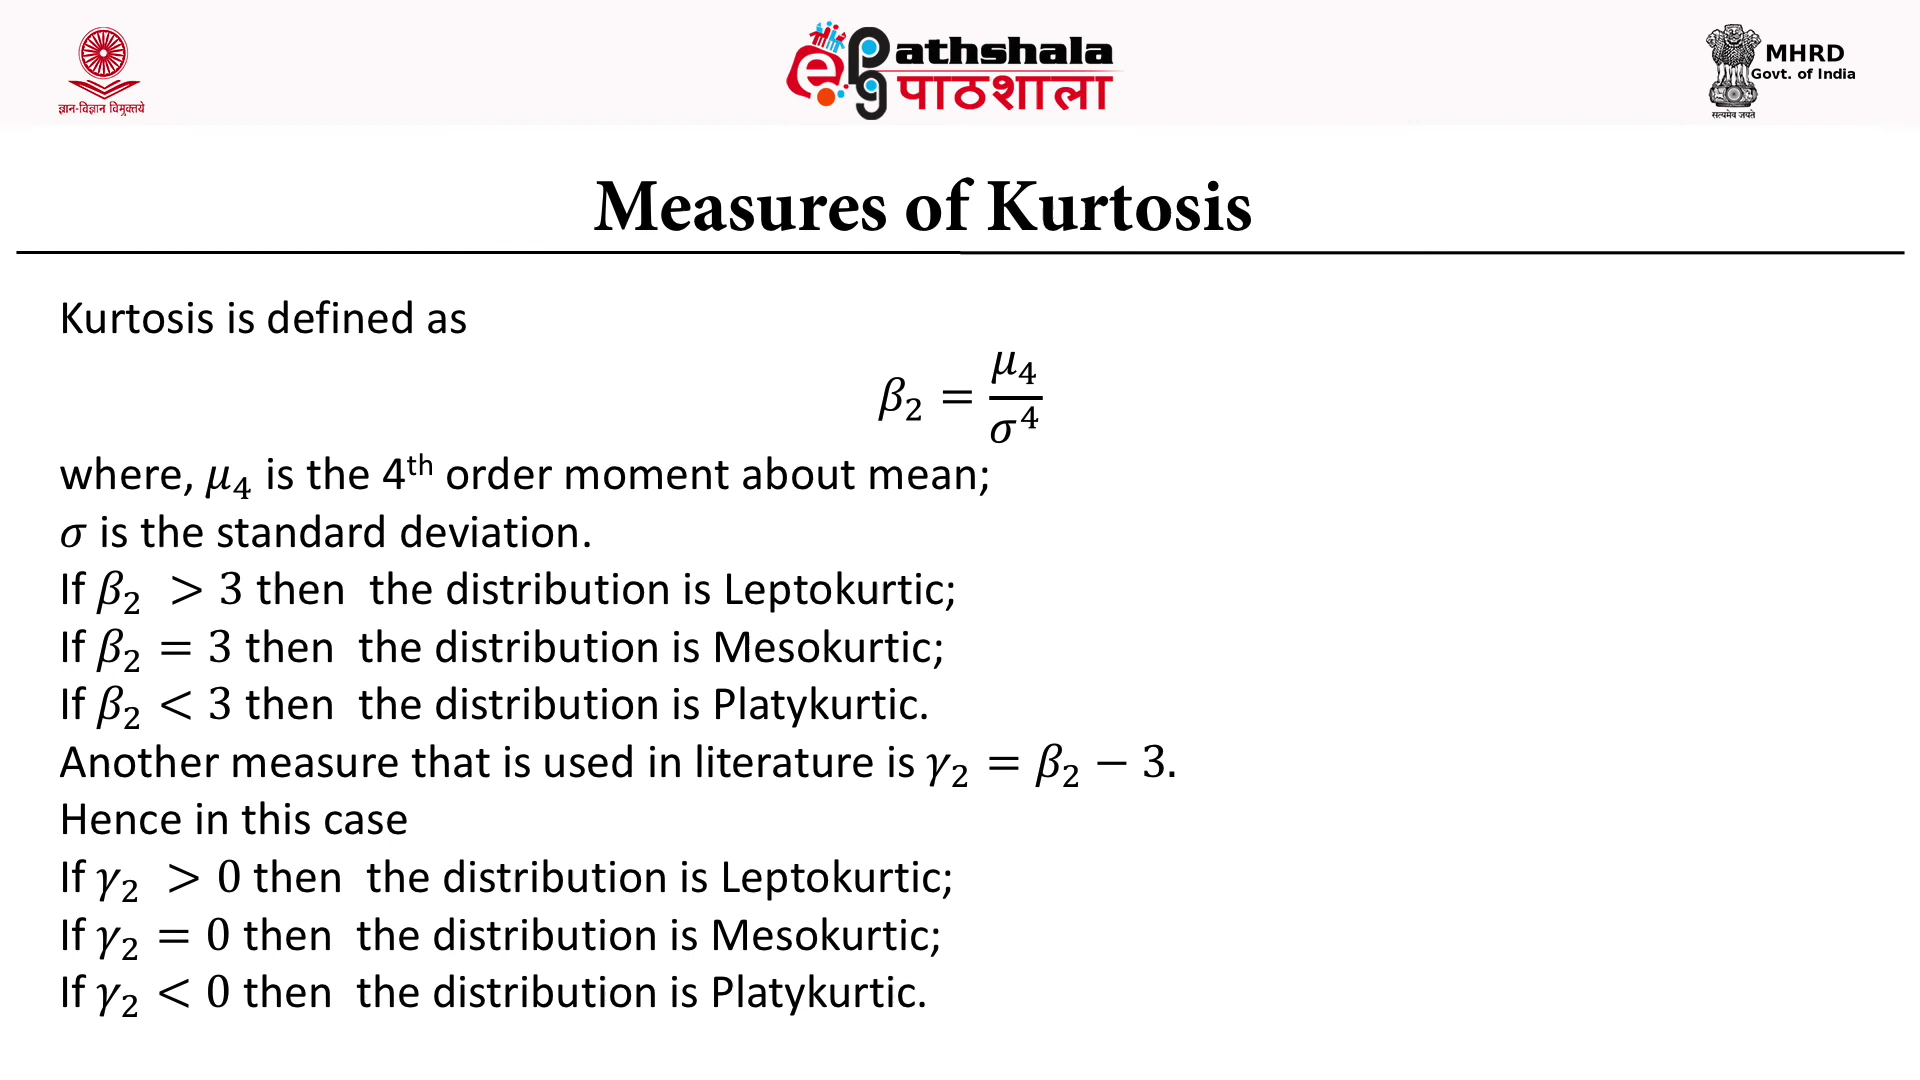 ज्ञान-विज्ञान विमुक्तये
ePathshala
पाठशाला
MHRD
Govt. of India
सत्यमेव जयते
Measures of Kurtosis
Kurtosis is defined as
β₂ = μ₄/σ⁴
where, μ₄ is the 4ᵗʰ order moment about mean;
σ is the standard deviation.
If β₂ > 3 then the distribution is Leptokurtic;
If β₂ = 3 then the distribution is Mesokurtic;
If β₂ < 3 then the distribution is Platykurtic.
Another measure that is used in literature is γ₂ = β₂ − 3.
Hence in this case
If γ₂ > 0 then the distribution is Leptokurtic;
If γ₂ = 0 then the distribution is Mesokurtic;
If γ₂ < 0 then the distribution is Platykurtic.